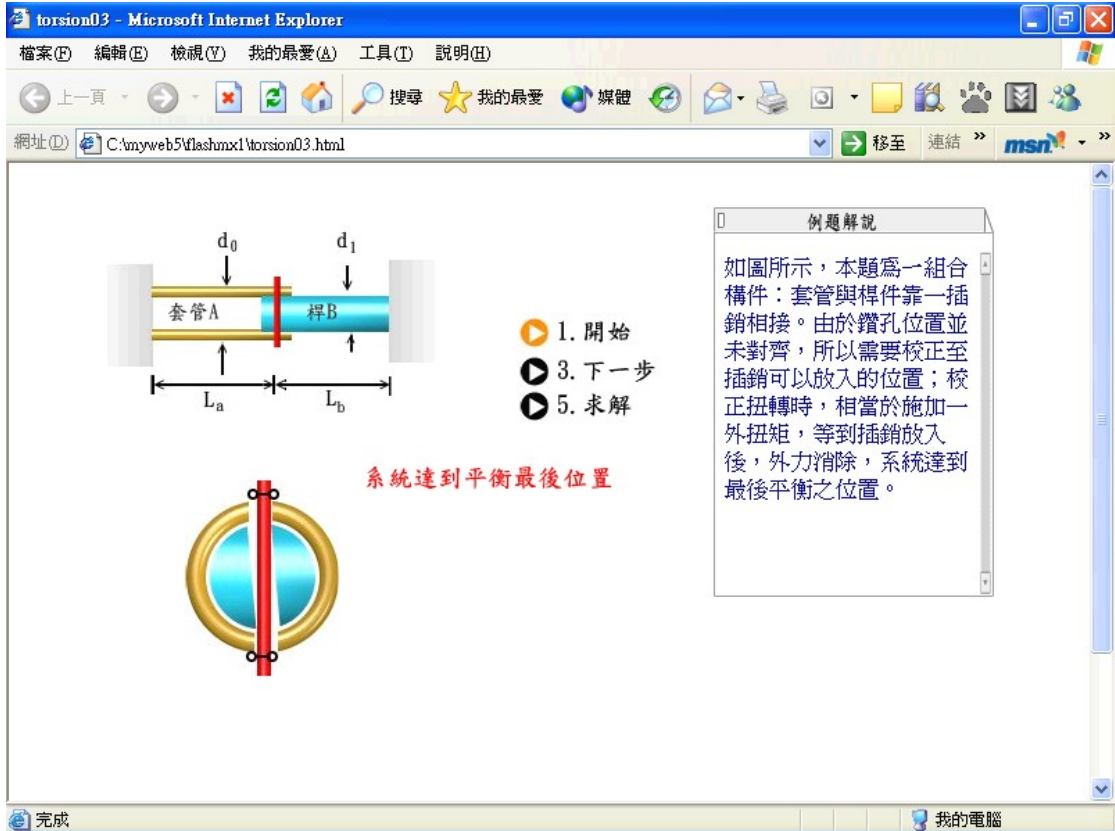 torsion03 - Microsoft Internet Explorer
檔案(F) 編輯(E) 檢視(V) 我的最愛(A) 工具(T) 說明(H)
上一頁 搜尋 我的最愛 媒體
網址(D) C:\myweb5\flashmx1\torsion03.html 移至 連結 » msn »
d0 d1
套管A 桿B
La Lb
1. 開始
3. 下一步
5. 求解
系統達到平衡最後位置
例題解說
如圖所示，本題為一組合
構件：套管與桿件靠一插
銷相接。由於鑽孔位置並
未對齊，所以需要校正至
插銷可以放入的位置；校
正扭轉時，相當於施加一
外扭矩，等到插銷放入
後，外力消除，系統達到
最後平衡之位置。
完成 我的電腦